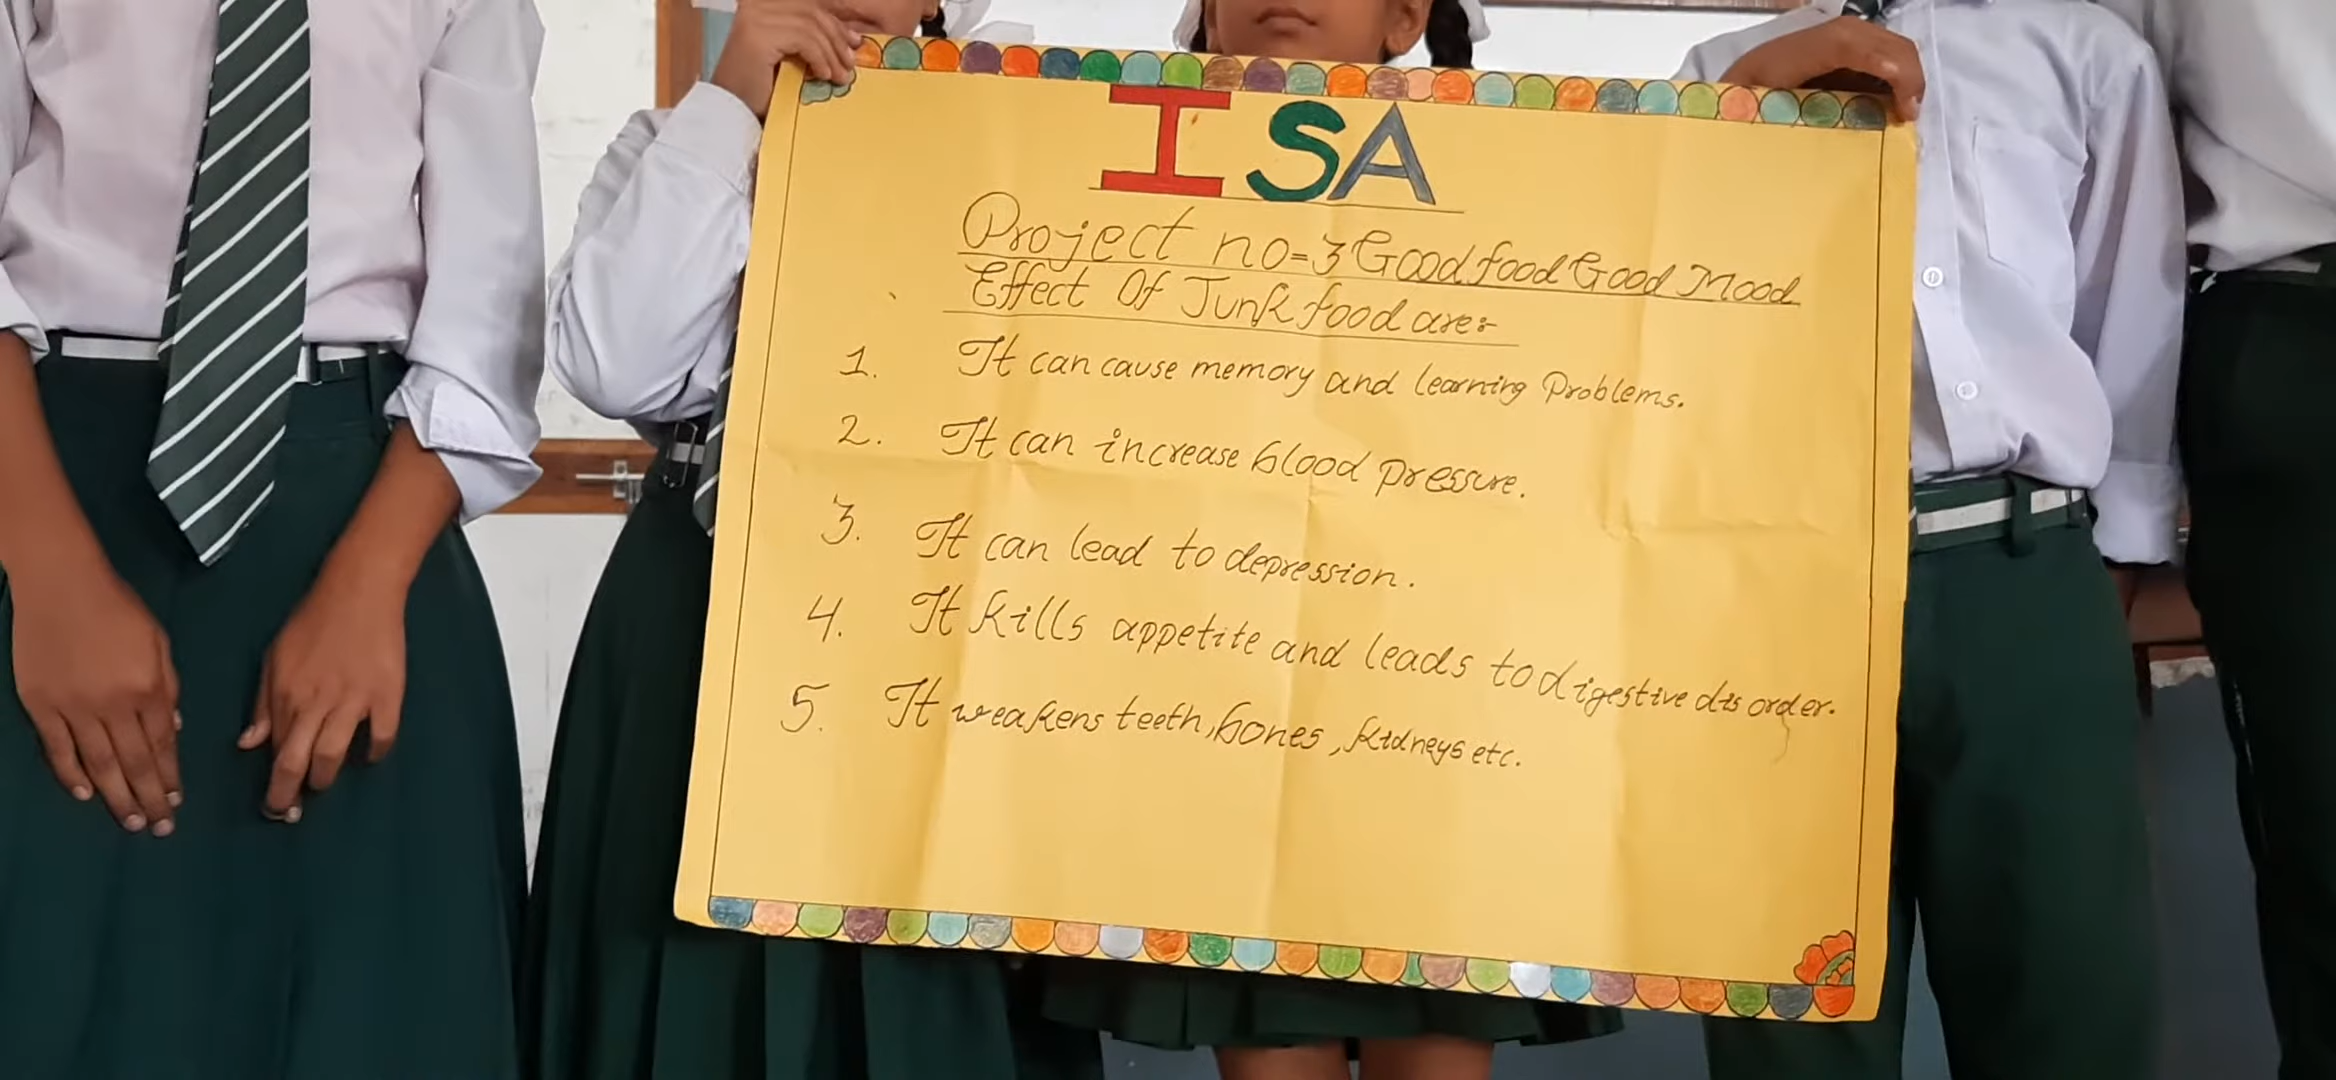 ISA
Project no=3 Good food Good Mood
Effect Of Junk food are:-
1. It can cause memory and learning Problems.
2. It can increase blood pressure.
3. It can lead to depression.
4. It kills appetite and leads to digestive disorder.
5. It weakens teeth, bones, kidneys etc.